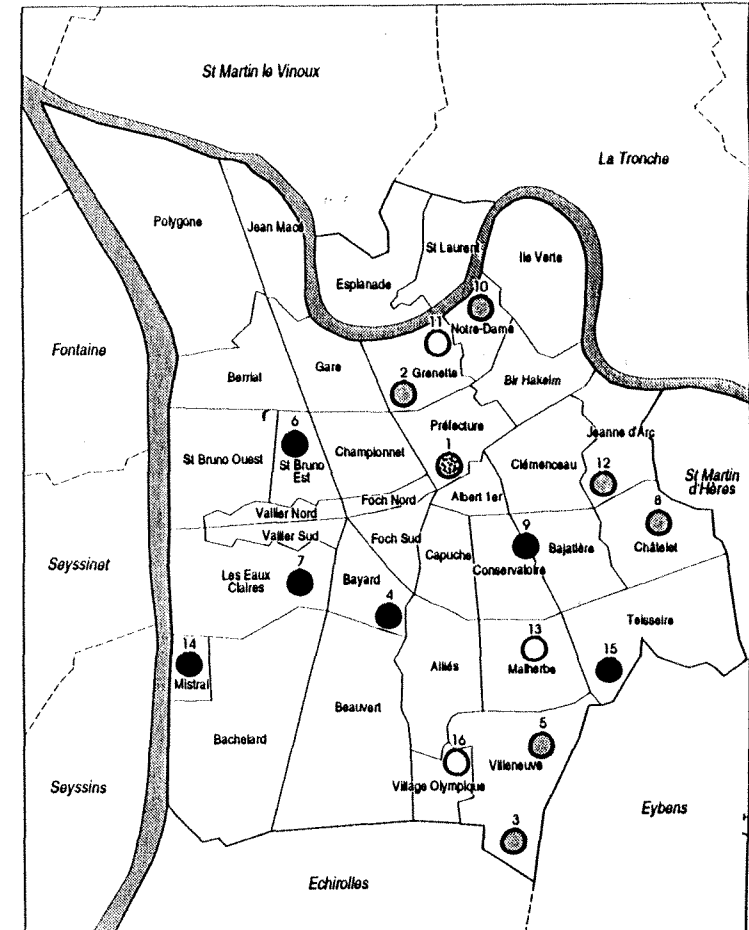 St Martin le Vinoux
La Tronche
Polygone
Jean Macé
St Laurent
Ile Verte
Esplanade
10
Notre-Dame
11
Fontaine
Berriat
Gare
2
Grenette
Bir Hakeim
Préfecture
Jeanne d'Arc
6
St Bruno Ouest
St Bruno
Est
Championnet
1
Clémenceau
12
St Martin
d'Hères
8
Foch Nord
Albert 1er
Vallier Nord
9
Châtelet
Vallier Sud
Foch Sud
Capuche
Conservatoire
Bajatière
Seyssinet
Les Eaux
Claires
7
Bayard
4
Teisseire
13
14
Mistral
Alliés
Malherbe
15
Beauvert
Bachelard
5
16
Villeneuve
Village Olympique
Seyssins
Eybens
3
Echirolles